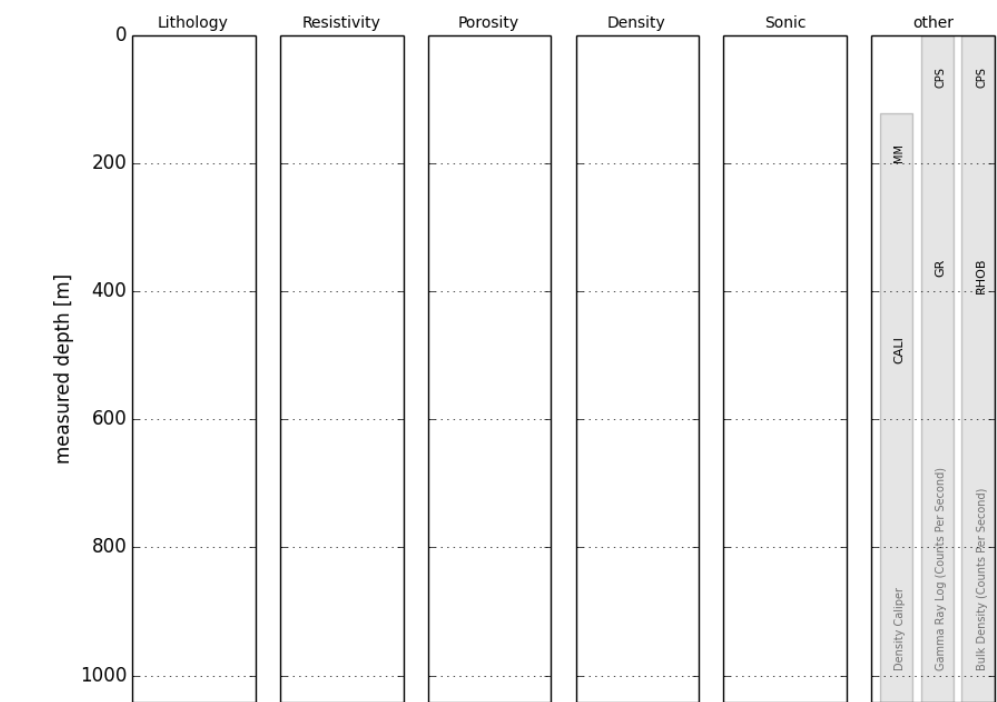 Lithology
Resistivity
Porosity
Density
Sonic
other
0
200
400
600
800
1000
measured depth [m]
MM
CALI
Density Caliper
CPS
GR
Gamma Ray Log (Counts Per Second)
CPS
RHOB
Bulk Density (Counts Per Second)